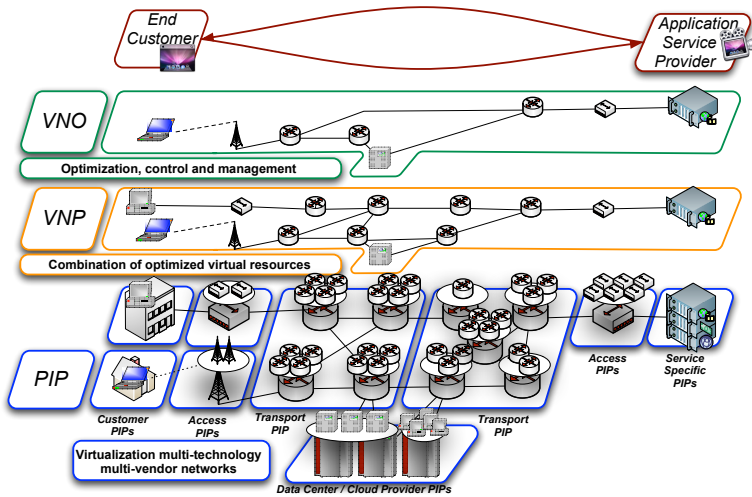 End
Customer
Application
Service
Provider
VNO
Optimization, control and management
VNP
Combination of optimized virtual resources
PIP
Customer
PIPs
Access
PIPs
Transport
PIP
Transport
PIP
Access
PIPs
Service
Specific
PIPs
Virtualization multi-technology
multi-vendor networks
Data Center / Cloud Provider PIPs